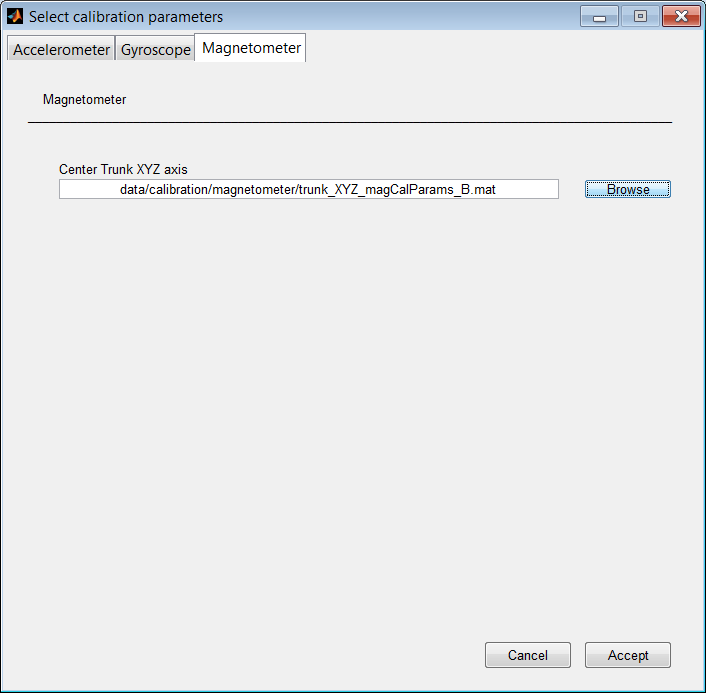 Select calibration parameters
Accelerometer Gyroscope Magnetometer
Magnetometer
Center Trunk XYZ axis
data/calibration/magnetometer/trunk_XYZ_magCalParams_B.mat Browse
Cancel Accept